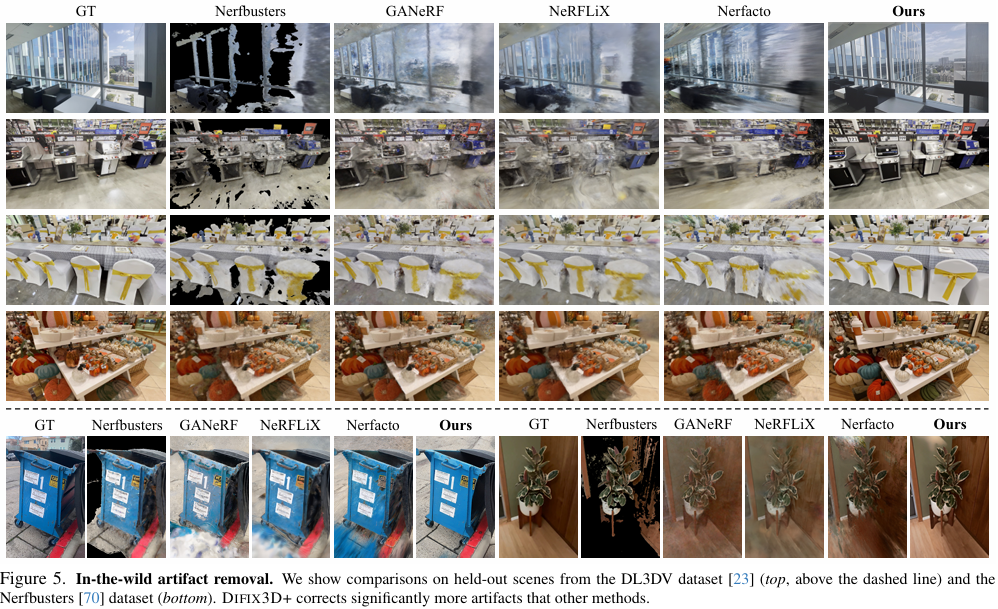 GT Nerfbusters GANeRF NeRFLiX Nerfacto Ours
GT Nerfbusters GANeRF NeRFLiX Nerfacto Ours GT Nerfbusters GANeRF NeRFLiX Nerfacto Ours
Figure 5. In-the-wild artifact removal. We show comparisons on held-out scenes from the DL3DV dataset [23] (top, above the dashed line) and the
Nerfbusters [70] dataset (bottom). DIFIX3D+ corrects significantly more artifacts that other methods.